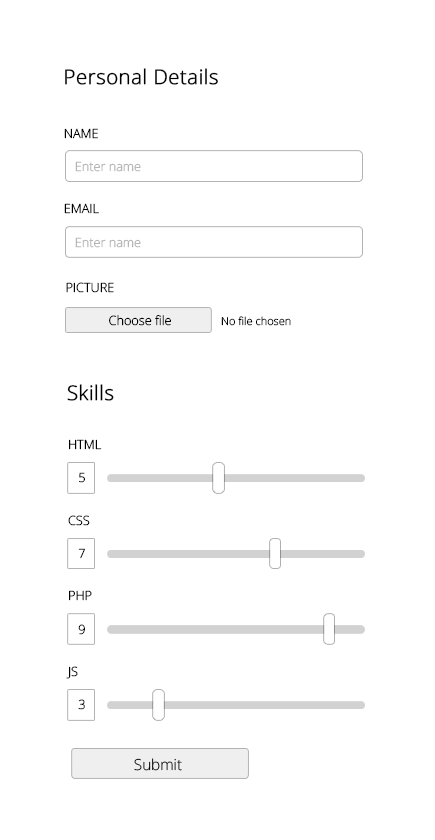 Personal Details
NAME
Enter name
EMAIL
Enter name
PICTURE
Choose file No file chosen
Skills
HTML
5
CSS
7
PHP
9
JS
3
Submit